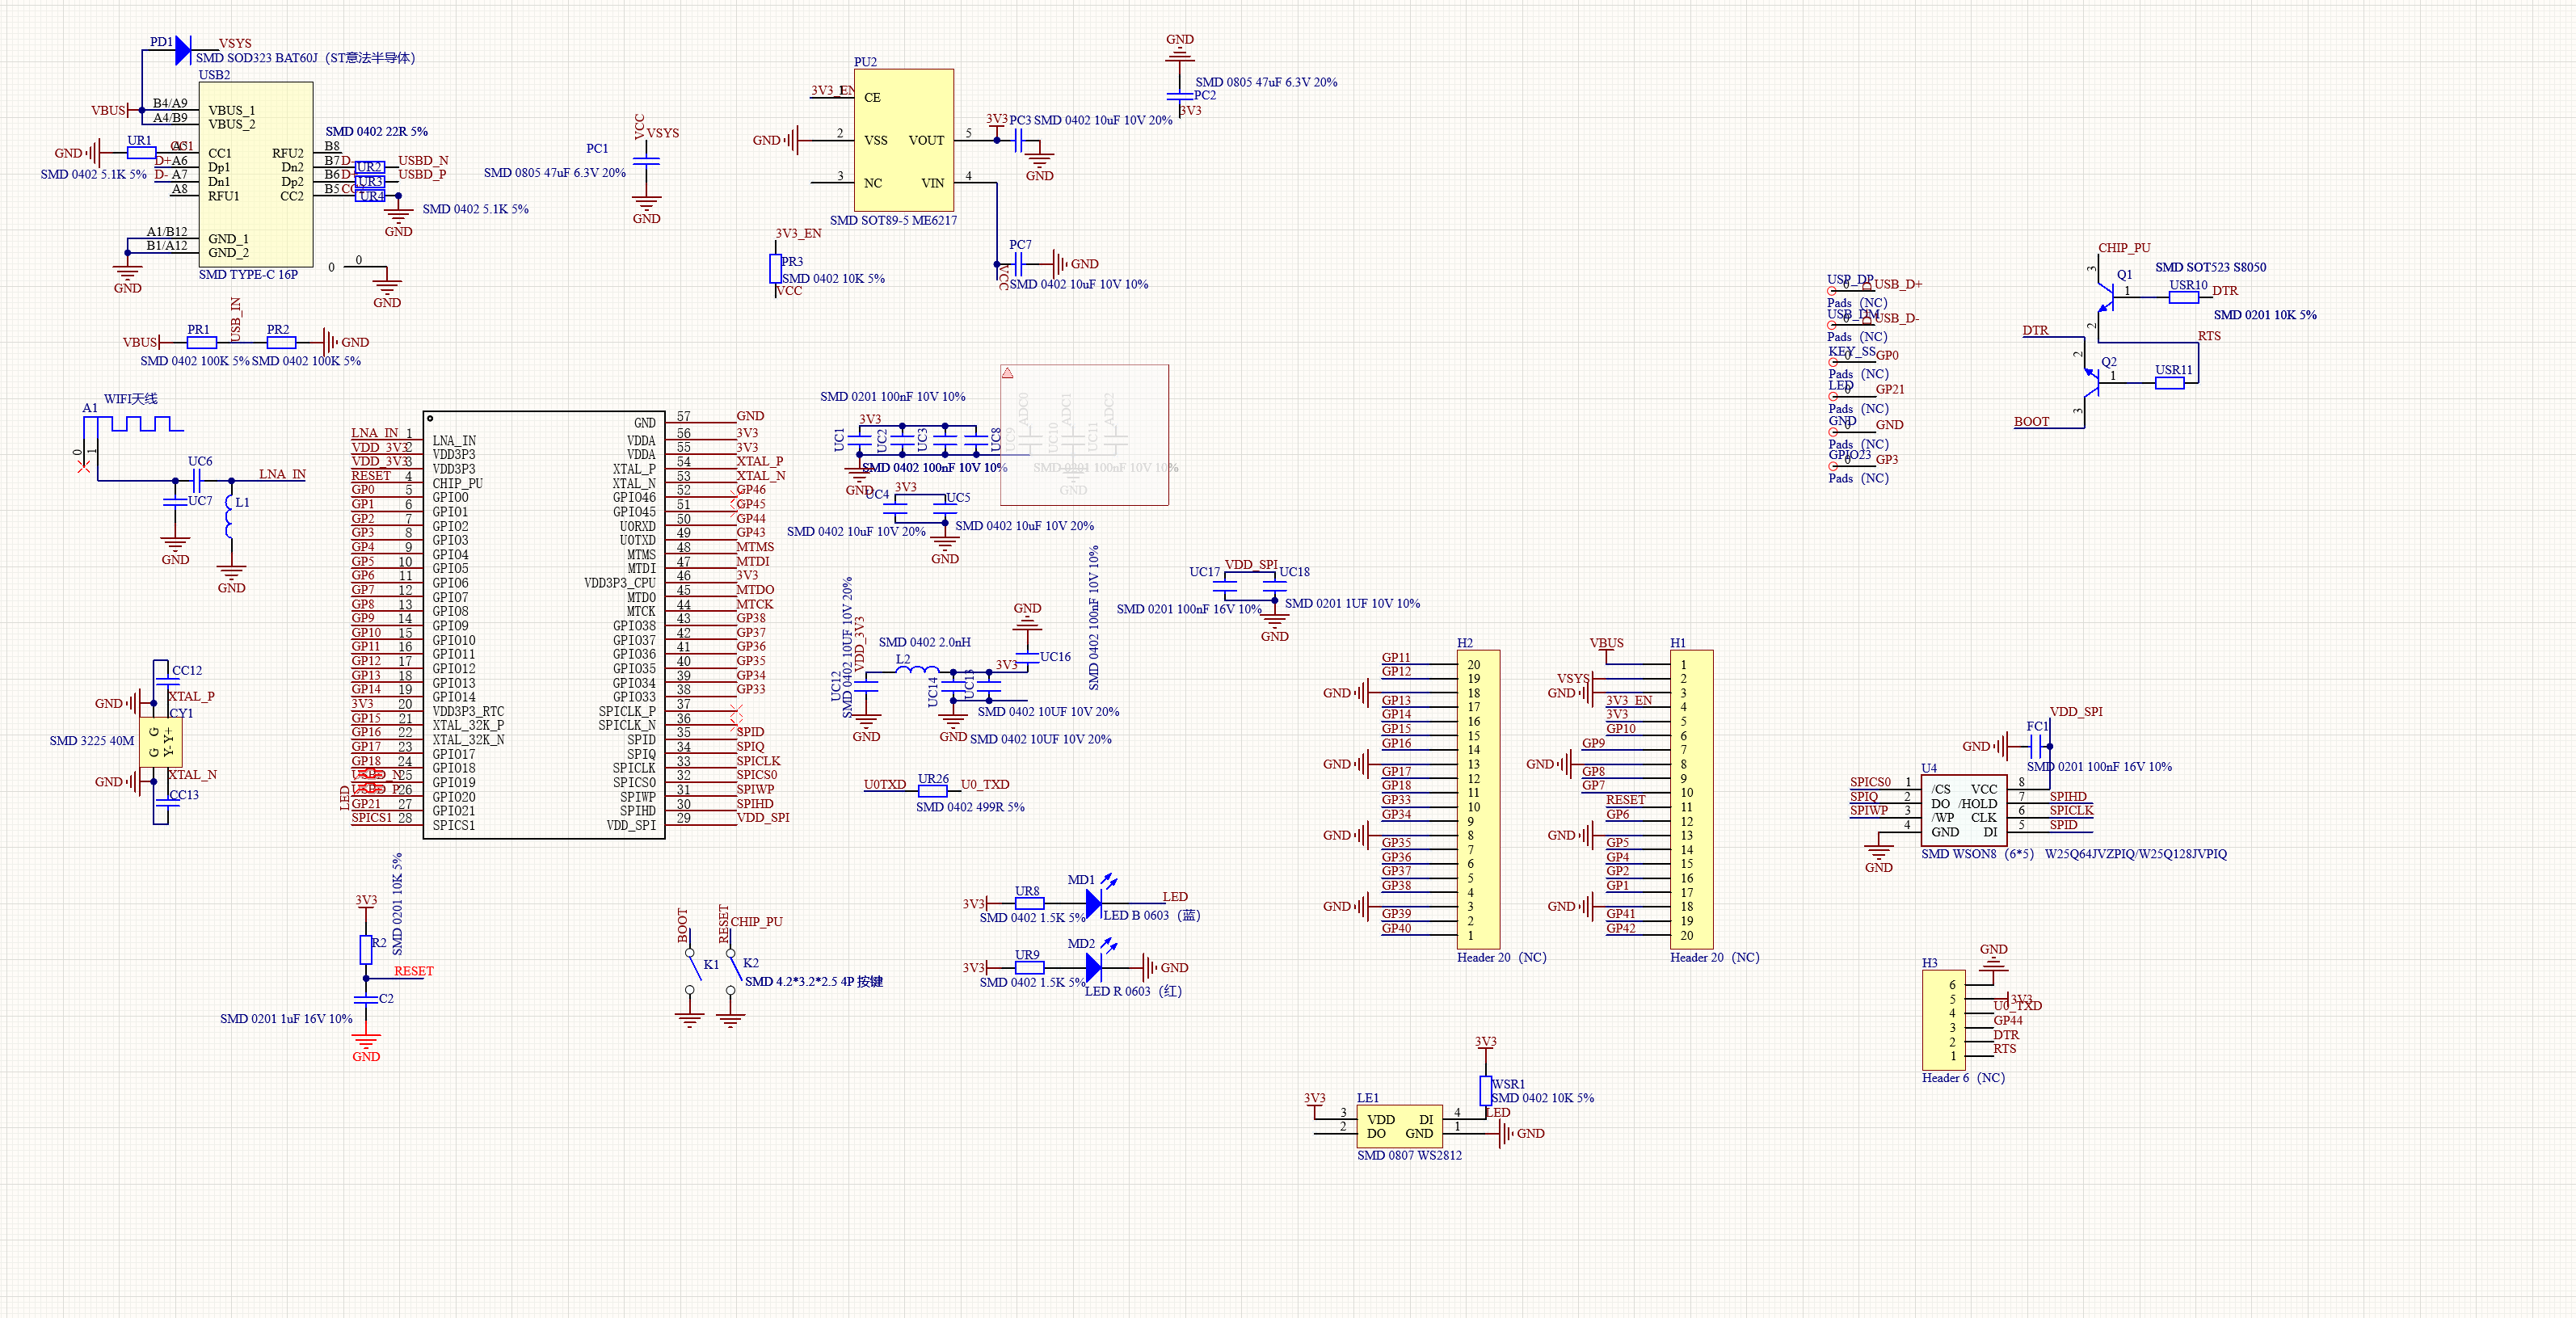 PD1
VSYS
SMD SOD323 BAT60J（ST意法半导体）
USB2
VBUS
B4/A9
A4/B9
VBUS_1
VBUS_2
UR1
GND
SMD 0402 5.1K 5%
D+ A6
D- A7
A8
CC1
Dp1
Dn1
RFU1
RFU2
Dn2
Dp2
CC2
B8
B7
B6
B5
SMD 0402 22R 5%
UR2
UR3
UR4
USBD_N
USBD_P
GND
SMD 0402 5.1K 5%
A1/B12
B1/A12
GND_1
GND_2
GND
SMD TYPE-C 16P
0
0
GND
VBUS
PR1
USB_IN
PR2
GND
SMD 0402 100K 5%
SMD 0402 100K 5%
PC1
VCC
VSYS
SMD 0805 47uF 6.3V 20%
GND
PU2
3V3_EN
CE
GND
2
VSS
VOUT
5
3
NC
VIN
4
SMD SOT89-5 ME6217
3V3
PC3
SMD 0402 10uF 10V 20%
GND
GND
SMD 0805 47uF 6.3V 20%
PC2
3V3
PC7
GND
VCC
SMD 0402 10uF 10V 10%
3V3_EN
PR3
SMD 0402 10K 5%
VCC
WIFI天线
A1
0
1
UC6
LNA_IN
UC7
L1
GND
GND
LNA_IN 1 LNA_IN
VDD_3V3 2 VDD3P3
VDD_3V3 3 VDD3P3
RESET 4 CHIP_PU
GP0 5 GPIO0
GP1 6 GPIO1
GP2 7 GPIO2
GP3 8 GPIO3
GP4 9 GPIO4
GP5 10 GPIO5
GP6 11 GPIO6
GP7 12 GPIO7
GP8 13 GPIO8
GP9 14 GPIO9
GP10 15 GPIO10
GP11 16 GPIO11
GP12 17 GPIO12
GP13 18 GPIO13
GP14 19 GPIO14
3V3 20 VDD3P3_RTC
GP15 21 XTAL_32K_P
GP16 22 XTAL_32K_N
GP17 23 GPIO17
GP18 24 GPIO18
USBD_N 25 GPIO19
USBD_P 26 GPIO20
GP21 27 GPIO21
SPICS1 28 SPICS1
LED
GND 57 GND
VDDA 56 3V3
VDDA 55 3V3
XTAL_P 54 XTAL_P
XTAL_N 53 XTAL_N
GPIO46 52 GP46
GPIO45 51 GP45
U0RXD 50 GP44
U0TXD 49 GP43
MTMS 48 MTMS
MTDI 47 MTDI
VDD3P3_CPU 46 3V3
MTDO 45 MTDO
MTCK 44 MTCK
GPIO38 43 GP38
GPIO37 42 GP37
GPIO36 41 GP36
GPIO35 40 GP35
GPIO34 39 GP34
GPIO33 38 GP33
SPICLK_P 37
SPICLK_N 36
SPID 35 SPID
SPIQ 34 SPIQ
SPICLK 33 SPICLK
SPICS0 32 SPICS0
SPIWP 31 SPIWP
SPIHD 30 SPIHD
VDD_SPI 29 VDD_SPI
CC12
XTAL_P
GND
CY1
G G
Y- Y+
SMD 3225 40M
GND
XTAL_N
CC13
3V3
SMD 0201 10K 5%
R2
RESET
C2
SMD 0201 1uF 16V 10%
GND
BOOT
RESET
CHIP_PU
K1
K2
SMD 4.2*3.2*2.5 4P 按键
SMD 0201 100nF 10V 10%
3V3
UC1
UC2
UC3
UC8
UC9
ADC0
UC10
ADC1
UC11
ADC2
SMD 0402 100nF 10V 10%
SMD 0201 100nF 10V 10%
GND
GND
UC4
3V3
UC5
SMD 0402 10uF 10V 20%
SMD 0402 10uF 10V 20%
GND
UC12
SMD 0402 10UF 10V 20%
VDD_3V3
SMD 0402 2.0nH
L2
UC14
UC13
3V3
GND
UC16
SMD 0402 100nF 10V 10%
SMD 0402 10UF 10V 20%
GND
GND
SMD 0402 10UF 10V 20%
UC17
VDD_SPI
UC18
SMD 0201 100nF 16V 10%
SMD 0201 1UF 10V 10%
GND
U0TXD
UR26
U0_TXD
SMD 0402 499R 5%
3V3
UR8
MD1
LED
SMD 0402 1.5K 5%
LED B 0603（蓝）
3V3
UR9
MD2
GND
SMD 0402 1.5K 5%
LED R 0603（红）
H2
GP11 20
GP12 19
GND 18
GP13 17
GP14 16
GP15 15
GP16 14
GND 13
GP17 12
GP18 11
GP33 10
GP34 9
GND 8
GP35 7
GP36 6
GP37 5
GP38 4
GND 3
GP39 2
GP40 1
Header 20（NC）
H1
VBUS 1
VSYS 2
GND 3
3V3_EN 4
3V3 5
GP10 6
GP9 7
GND 8
GP8 9
GP7 10
RESET 11
GP6 12
GND 13
GP5 14
GP4 15
GP2 16
GP1 17
GND 18
GP41 19
GP42 20
Header 20（NC）
3V3
WSR1
SMD 0402 10K 5%
3V3
LE1
LED
3 VDD DI 4
2 DO GND 1
GND
SMD 0807 WS2812
USB_D+
Pads（NC）
USB_DM
USB_D-
Pads（NC）
KEY_SS
0
GP0
Pads（NC）
LED
0
GP21
Pads（NC）
GND
0
GND
Pads（NC）
GPIO23
0
GP3
Pads（NC）
CHIP_PU
3
Q1
SMD SOT523 S8050
1
USR10
DTR
SMD 0201 10K 5%
2
DTR
RTS
2
Q2
1
USR11
3
BOOT
VDD_SPI
FC1
GND
SMD 0201 100nF 16V 10%
U4
SPICS0 1 /CS VCC 8
SPIQ 2 DO /HOLD 7 SPIHD
SPIWP 3 /WP CLK 6 SPICLK
4 GND DI 5 SPID
GND
SMD WSON8（6*5） W25Q64JVZPIQ/W25Q128JVPIQ
GND
H3
6
5 3V3
4 U0_TXD
3 GP44
2 DTR
1 RTS
Header 6（NC）